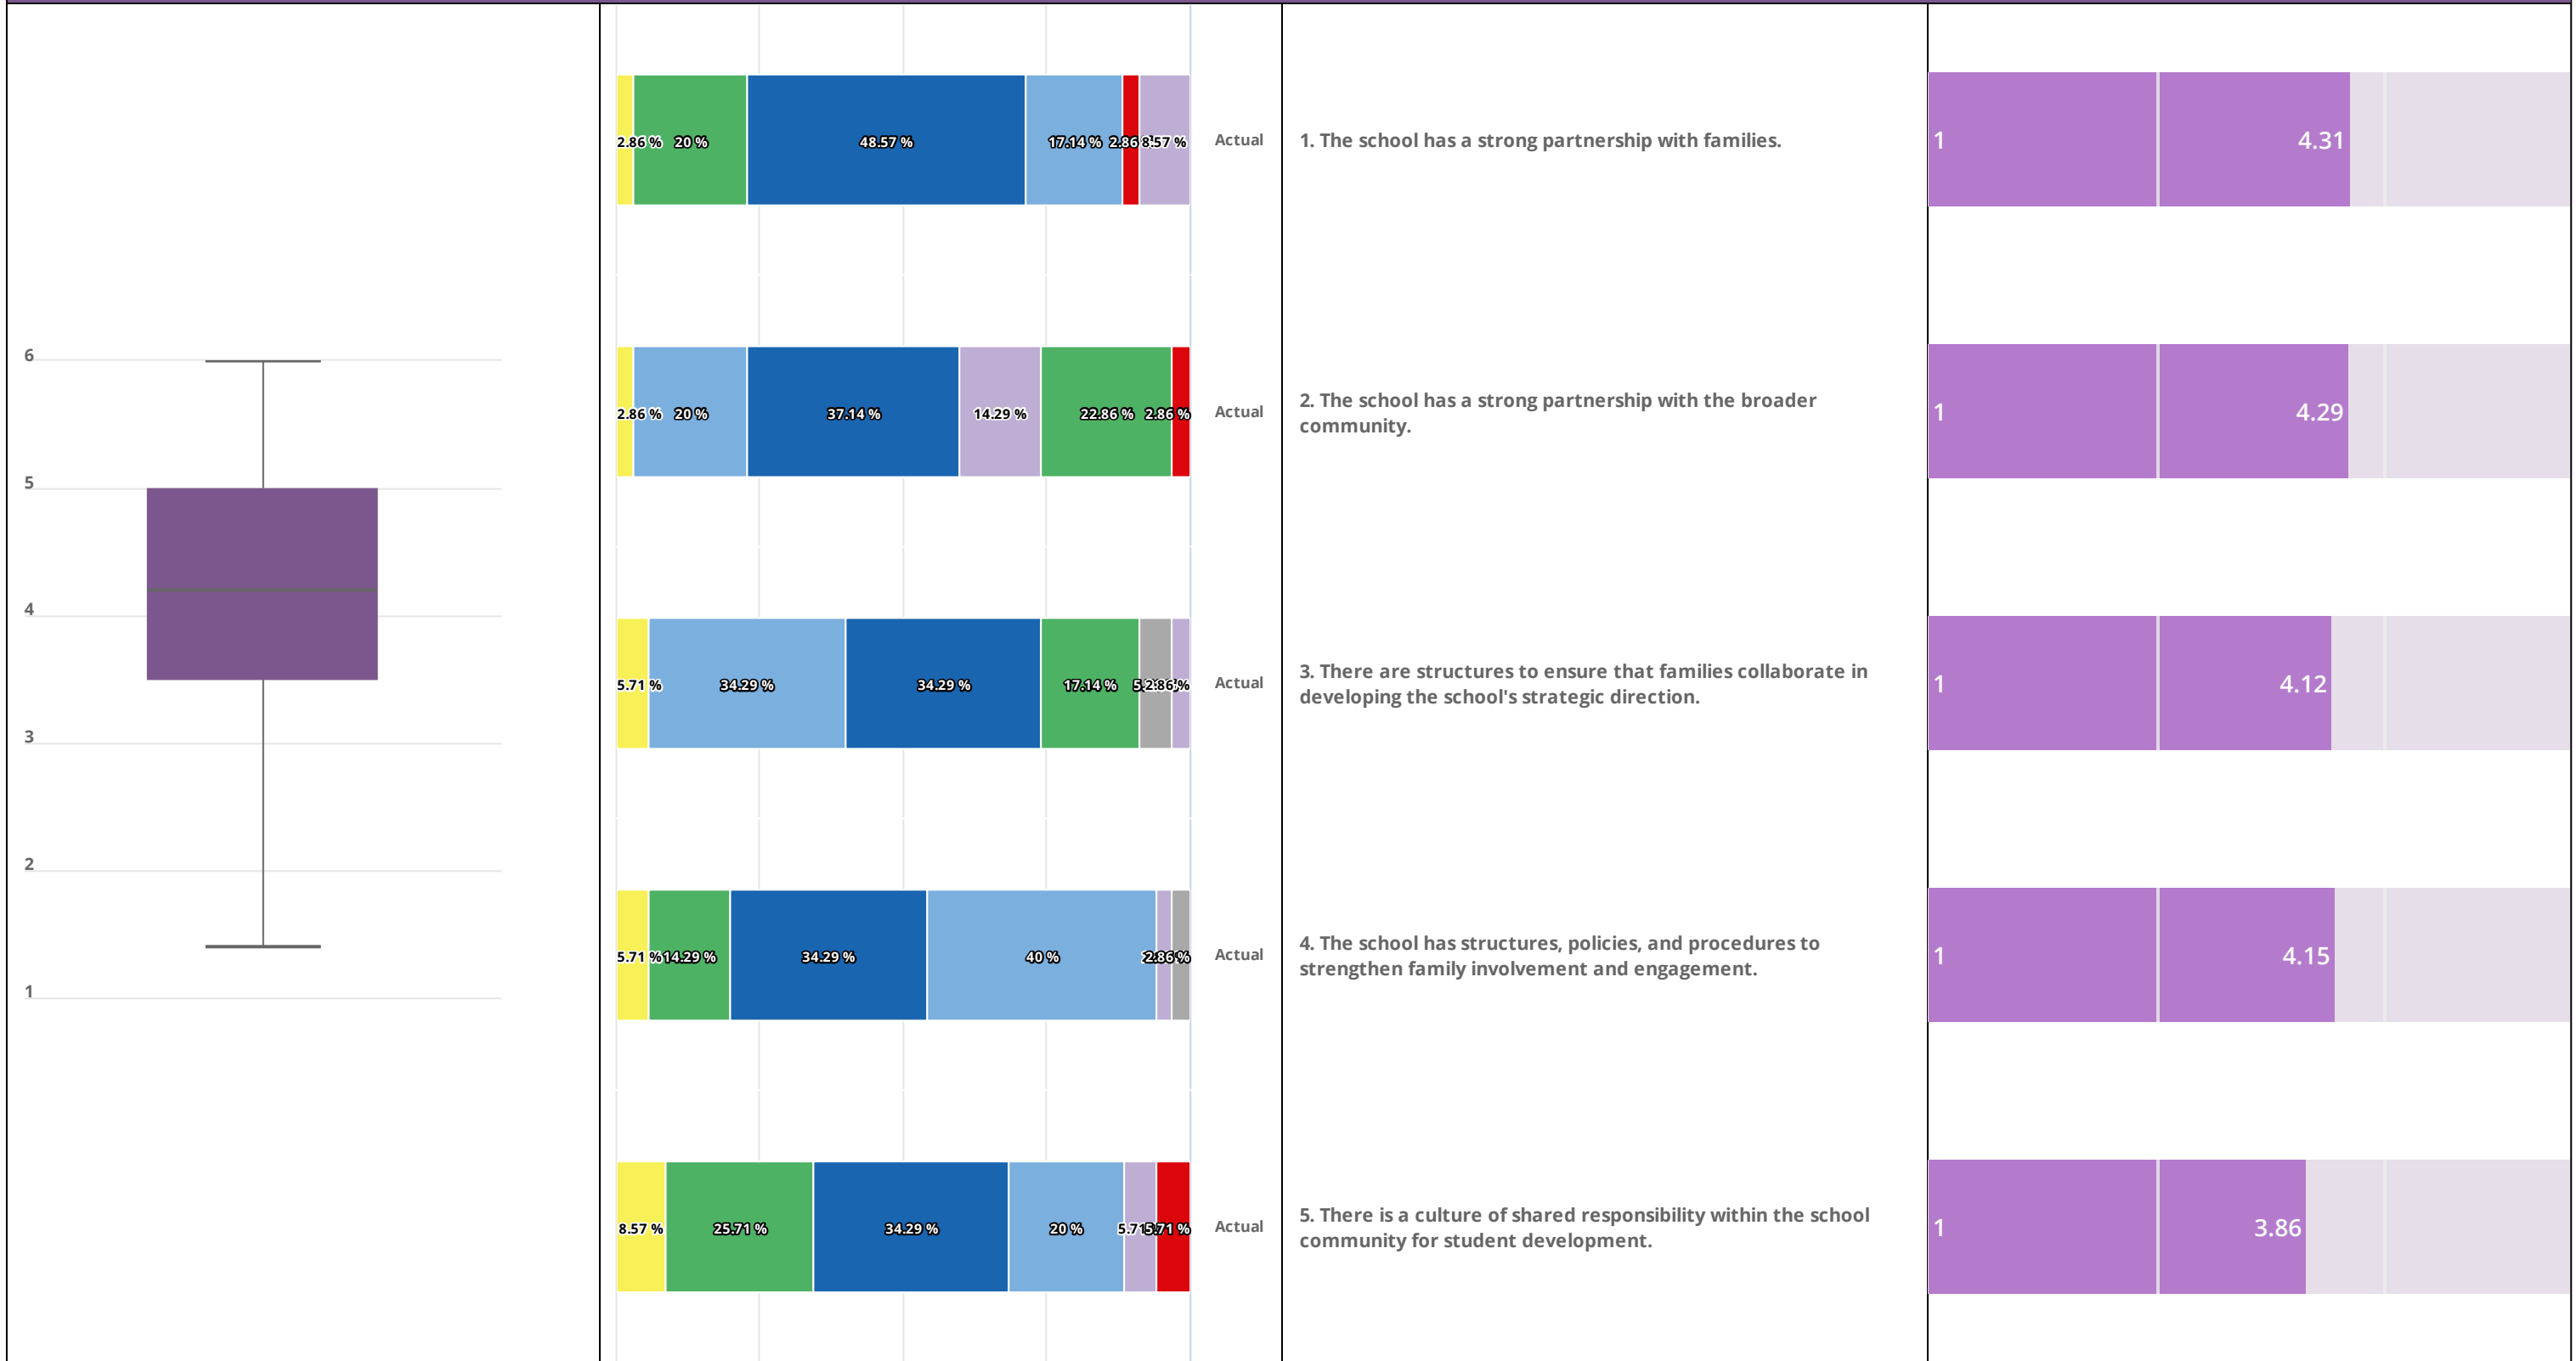 6
5
4
3
2
1
2.86 % 20 % 48.57 % 17.14 % 2.86 8.57 %
Actual
1. The school has a strong partnership with families.
1 4.31
2.86 % 20 % 37.14 % 14.29 % 22.86 % 2.86 %
Actual
2. The school has a strong partnership with the broader
community.
1 4.29
5.71 % 34.29 % 34.29 % 17.14 % 2.86 %
Actual
3. There are structures to ensure that families collaborate in
developing the school's strategic direction.
1 4.12
5.71 % 14.29 % 34.29 % 40 % 2.86 %
Actual
4. The school has structures, policies, and procedures to
strengthen family involvement and engagement.
1 4.15
8.57 % 25.71 % 34.29 % 20 % 5.71 5.71 %
Actual
5. There is a culture of shared responsibility within the school
community for student development.
1 3.86